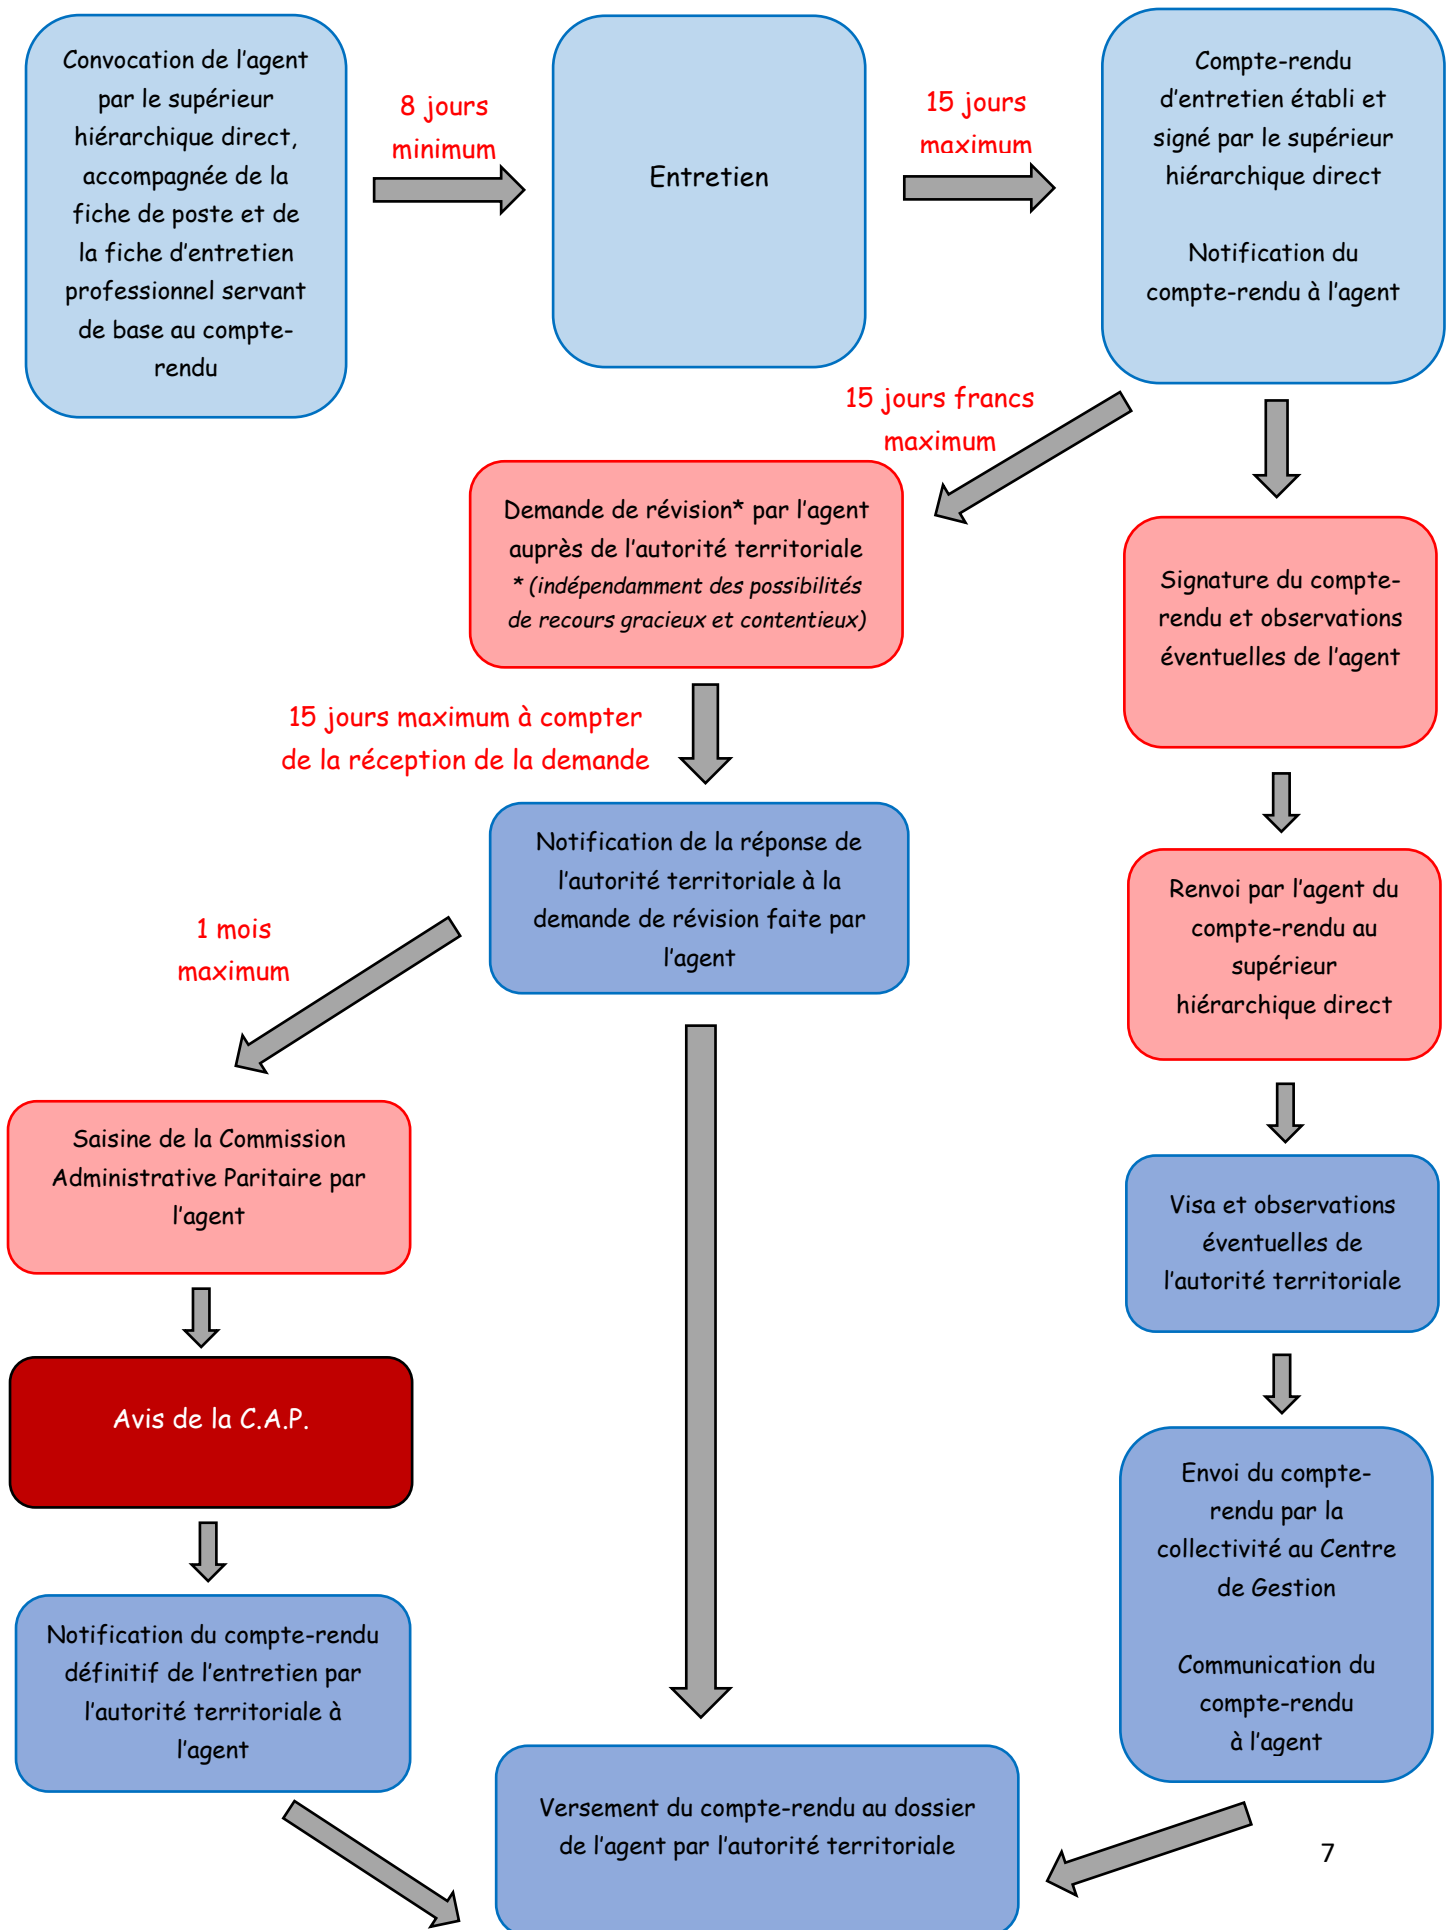 Convocation de l'agent
par le supérieur
hiérarchique direct,
accompagnée de la
fiche de poste et de
la fiche d'entretien
professionnel servant
de base au compte-
rendu
8 jours
minimum
Entretien
15 jours
maximum
Compte-rendu
d'entretien établi et
signé par le supérieur
hiérarchique direct
Notification du
compte-rendu à l'agent
15 jours francs
maximum
Demande de révision* par l'agent
auprès de l'autorité territoriale
* (indépendamment des possibilités
de recours gracieux et contentieux)
Signature du compte-
rendu et observations
éventuelles de l'agent
15 jours maximum à compter
de la réception de la demande
Notification de la réponse de
l'autorité territoriale à la
demande de révision faite par
l'agent
Renvoi par l'agent du
compte-rendu au
supérieur
hiérarchique direct
1 mois
maximum
Saisine de la Commission
Administrative Paritaire par
l'agent
Visa et observations
éventuelles de
l'autorité territoriale
Avis de la C.A.P.
Envoi du compte-
rendu par la
collectivité au Centre
de Gestion
Communication du
compte-rendu
à l'agent
Notification du compte-rendu
définitif de l'entretien par
l'autorité territoriale à
l'agent
Versement du compte-rendu au dossier
de l'agent par l'autorité territoriale
7